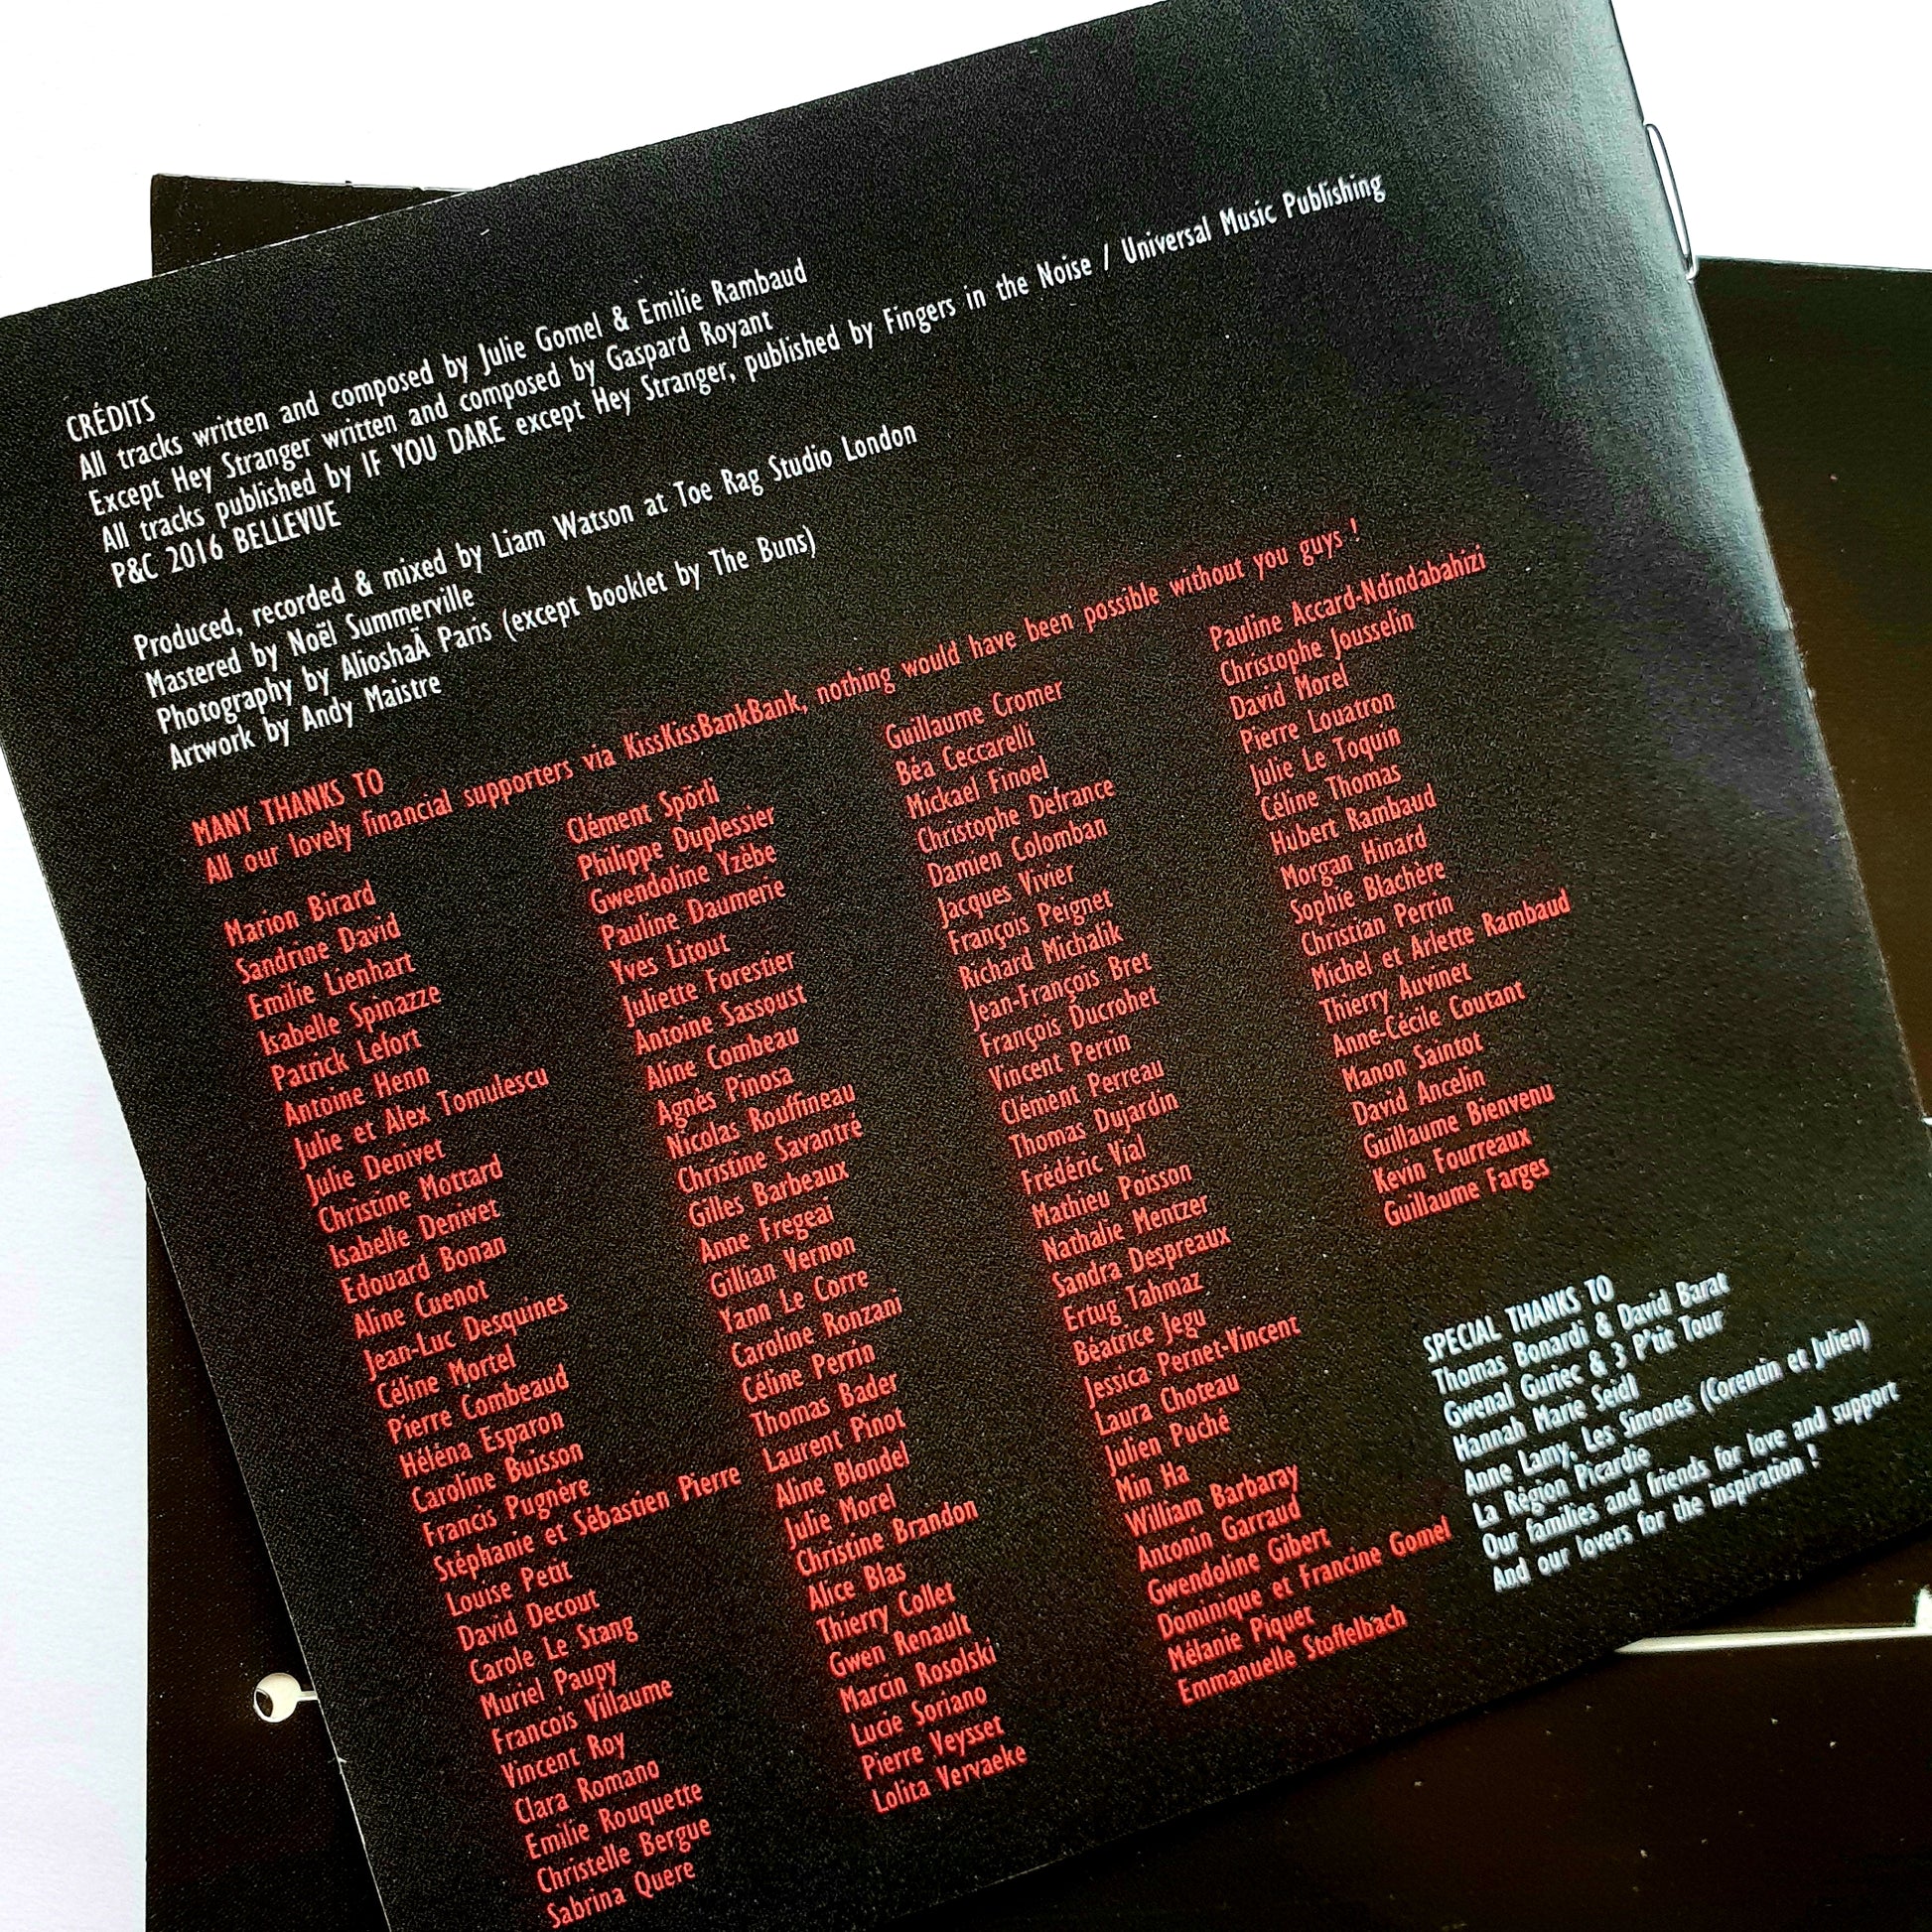 CRÉDITS
All tracks written and composed by Julie Gomel & Emilie Rambaud
Except Hey Stranger written and composed by Gaspard Royant
All tracks published by IF YOU DARE except Hey Stranger, published by Fingers in the Noise / Universal Music Publishing
P&C 2016 BELLEVUE
Produced, recorded & mixed by Liam Watson at Toe Rag Studio London
Mastered by Noël Summerville
Photography by AlioshaÀ Paris (except booklet by The Buns)
Artwork by Andy Maistre
MANY THANKS TO
All our lovely financial supporters via KissKissBankBank, nothing would have been possible without you guys !
Marion Birard
Sandrine David
Emilie Lienhart
Isabelle Spinazze
Patrick Lefort
Antoine Henn
Julie et Alex Tomulescu
Julie Denivet
Christine Mottard
Isabelle Denivet
Edouard Bonan
Aline Cuenot
Jean-Luc Desquines
Céline Mortel
Pierre Combeaud
Héléna Esparon
Caroline Buisson
Francis Pugnère
Stéphanie et Sébastien Pierre
Louise Petit
David Decout
Carole Le Stang
Muriel Paupy
Francois Villaume
Vincent Roy
Clara Romano
Emilie Rouquette
Christelle Bergue
Sabrina Quere
Clément Spörli
Philippe Duplessier
Gwendoline Yzèbe
Pauline Daumerie
Yves Litout
Juliette Forestier
Antoine Sassoust
Aline Combeau
Agnès Pinosa
Nicolas Rouffineau
Christine Savantré
Gilles Barbeaux
Anne Fregeai
Gillian Vernon
Yann Le Corre
Caroline Ronzani
Céline Perrin
Thomas Bader
Laurent Pinot
Aline Blondel
Julie Morel
Christine Brandon
Alice Blas
Thierry Collet
Gwen Renault
Marcin Rosolski
Lucie Soriano
Pierre Veysset
Lolita Vervaeke
Guillaume Cromer
Béa Ceccarelli
Mickael Finoel
Christophe Defrance
Damien Colomban
Jacques Vivier
François Peignet
Richard Michalik
Jean-François Bret
François Ducrohet
Vincent Perrin
Clément Perreau
Thomas Dujardin
Frédéric Vial
Mathieu Poisson
Nathalie Mentzer
Sandra Despreaux
Ertug Tahmaz
Béatrice Jegu
Jessica Pernet-Vincent
Laura Choteau
Julien Puché
Min Ha
William Barbaray
Antonin Garraud
Gwendoline Gibert
Dominique et Francine Gomel
Mélanie Piquet
Emmanuelle Stoffelbach
Pauline Accard-Ndindabahizi
Christophe Jousselin
David Morel
Pierre Louatron
Julie Le Toquin
Céline Thomas
Hubert Rambaud
Morgan Hinard
Sophie Blachère
Christian Perrin
Michel et Arlette Rambaud
Thierry Auvinet
Anne-Cécile Coutant
Manon Saintot
David Ancelin
Guillaume Bienvenu
Kevin Fourreaux
Guillaume Farges
SPECIAL THANKS TO
Thomas Bonardi & David Barat
Gwenal Guriec & 3 P'tit Tour
Hannah Marie Seidl
Anne Lamy, Les Simones (Corentin et Julien)
La Région Picardie
Our families and friends for love and support
And our lovers for the inspiration !